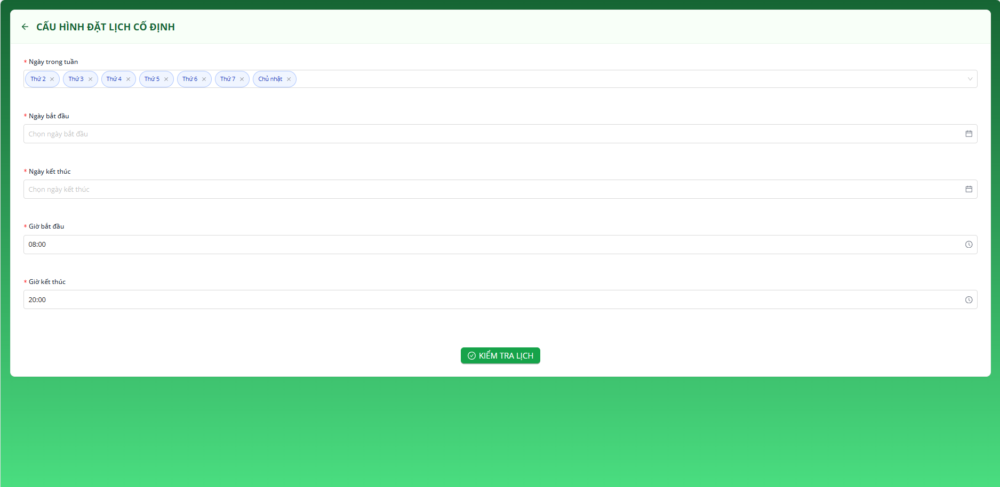 CẤU HÌNH ĐẶT LỊCH CỐ ĐỊNH
* Ngày trong tuần
Thứ 2 Thứ 3 Thứ 4 Thứ 5 Thứ 6 Thứ 7 Chủ nhật
* Ngày bắt đầu
Chọn ngày bắt đầu
* Ngày kết thúc
Chọn ngày kết thúc
* Giờ bắt đầu
08:00
* Giờ kết thúc
20:00
KIỂM TRA LỊCH